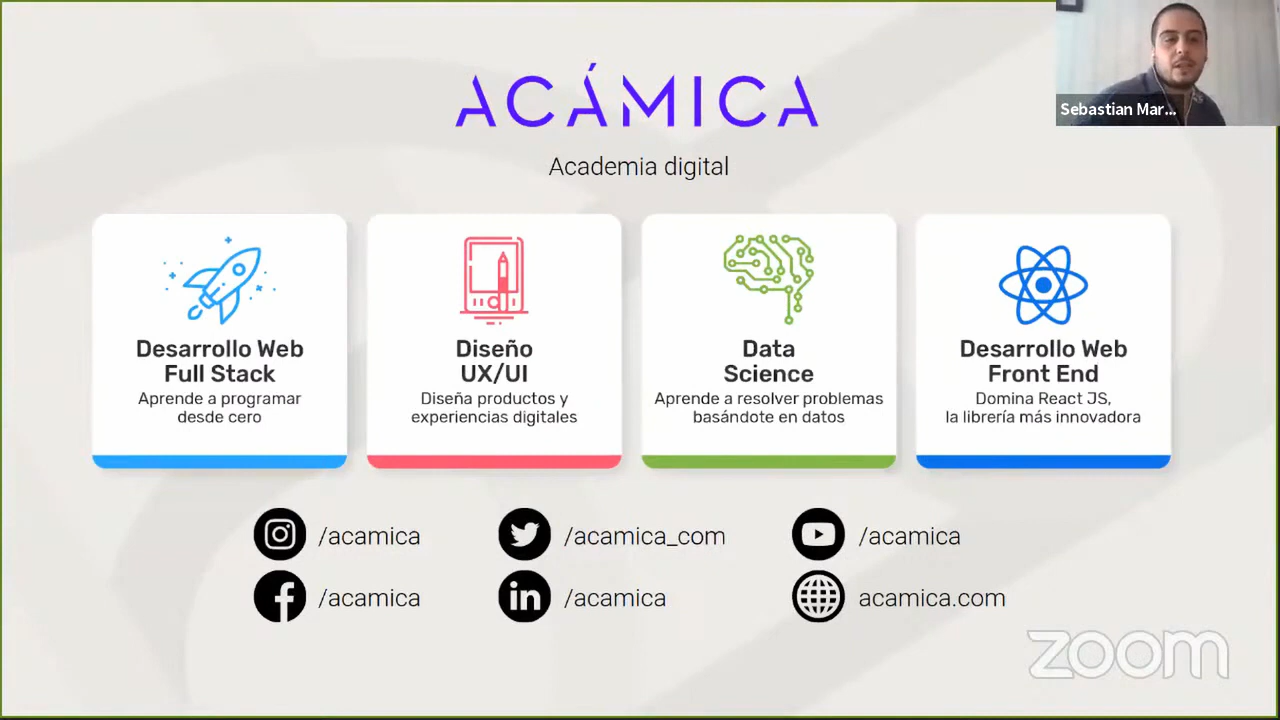 ACÁMICA
Academia digital
Sebastian Mar...
Desarrollo Web
Full Stack
Aprende a programar
desde cero
Diseño
UX/UI
Diseña productos y
experiencias digitales
Data
Science
Aprende a resolver problemas
basándote en datos
Desarrollo Web
Front End
Domina React JS,
la librería más innovadora
/acamica
/acamica_com
/acamica
/acamica
in
/acamica
acamica.com
zoom